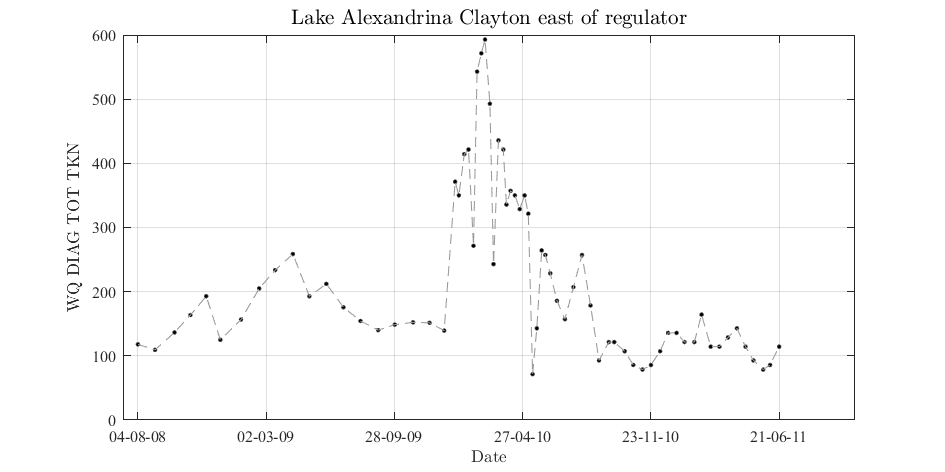 Lake Alexandrina Clayton east of regulator
WQ DIAG TOT TKN
600
500
400
300
200
100
0
04-08-08 02-03-09 28-09-09 27-04-10 23-11-10 21-06-11
Date